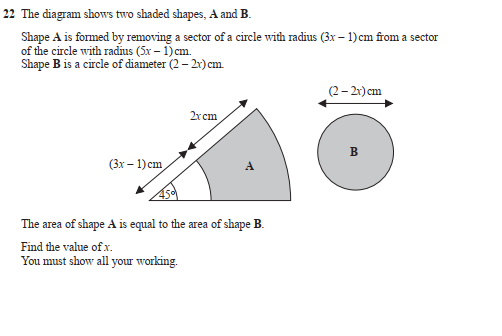 22 The diagram shows two shaded shapes, A and B.
Shape A is formed by removing a sector of a circle with radius (3x – 1) cm from a sector
of the circle with radius (5x – 1) cm.
Shape B is a circle of diameter (2 – 2x) cm.
(2 – 2x) cm
2x cm
(3x – 1) cm
A
B
45°
The area of shape A is equal to the area of shape B.
Find the value of x.
You must show all your working.